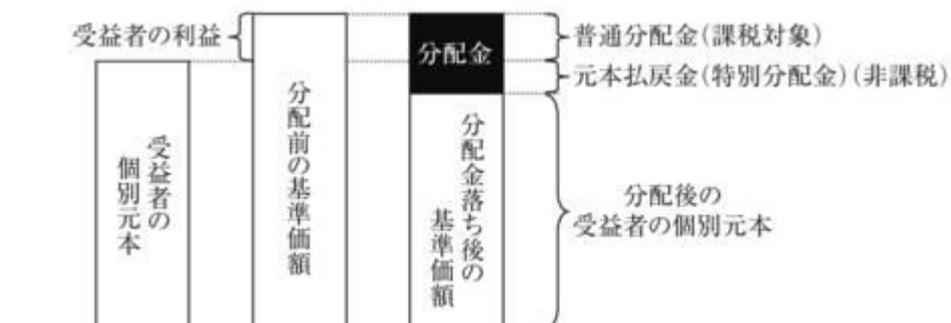 受益者の利益
受益者の
個別元本
分配前の基準価額
分配金
分配金落ち後の
基準価額
普通分配金(課税対象)
元本払戻金(特別分配金)(非課税)
分配後の
受益者の個別元本